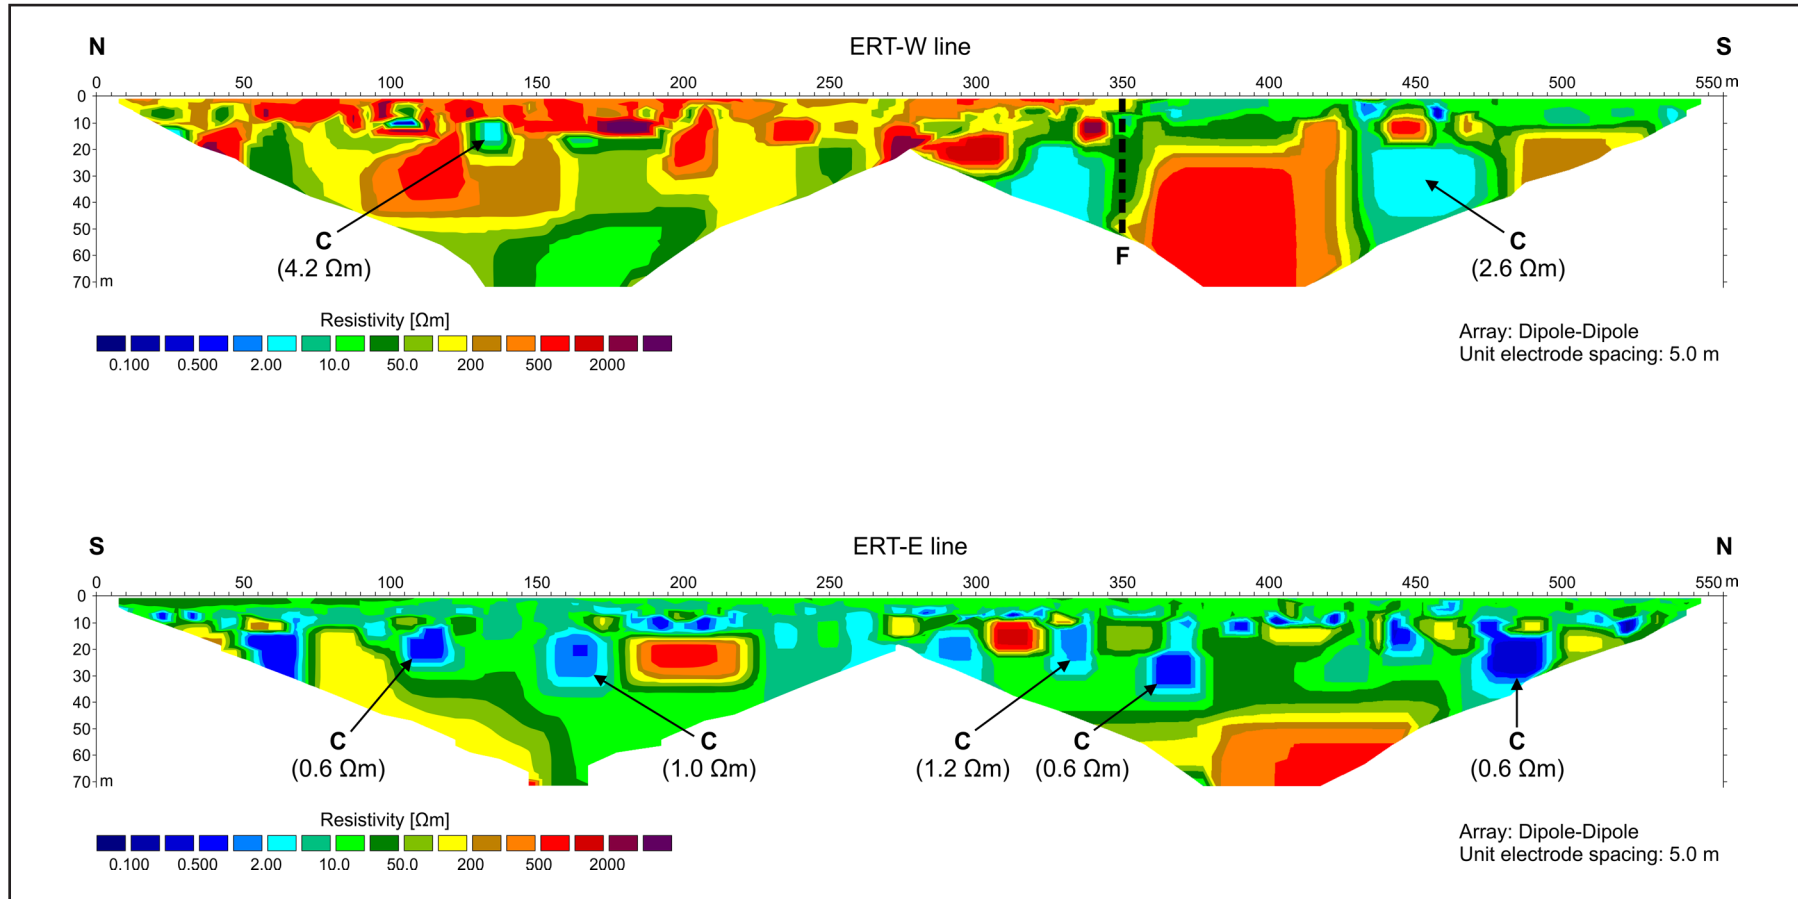 N ERT-W line S
0 50 100 150 200 250 300 350 400 450 500 550 m
0
10
20
30
40
50
60
70 m
C
(4.2 Ωm)
F
C
(2.6 Ωm)
Resistivity [Ωm]
0.100 0.500 2.00 10.0 50.0 200 500 2000
Array: Dipole-Dipole
Unit electrode spacing: 5.0 m
S ERT-E line N
0 50 100 150 200 250 300 350 400 450 500 550 m
0
10
20
30
40
50
60
70 m
C
(0.6 Ωm)
C
(1.0 Ωm)
C
(1.2 Ωm)
C
(0.6 Ωm)
C
(0.6 Ωm)
Resistivity [Ωm]
0.100 0.500 2.00 10.0 50.0 200 500 2000
Array: Dipole-Dipole
Unit electrode spacing: 5.0 m